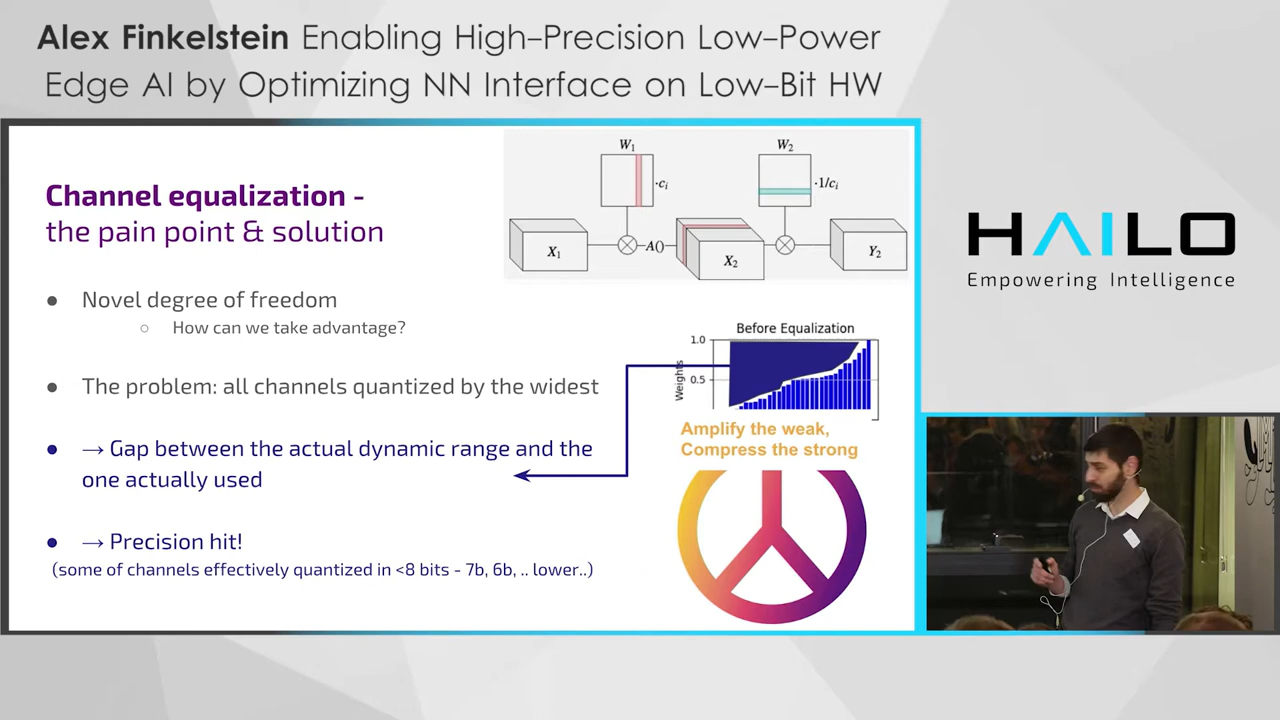 Alex Finkelstein Enabling High-Precision Low-Power
Edge AI by Optimizing NN Interface on Low-Bit HW
Channel equalization -
the pain point & solution
● Novel degree of freedom
○ How can we take advantage?
● The problem: all channels quantized by the widest
● → Gap between the actual dynamic range and the
one actually used
● → Precision hit!
(some of channels effectively quantized in <8 bits - 7b, 6b, .. lower..)
W₁
·cᵢ
W₂
·1/cᵢ
X₁
A()
X₂
Y₂
Before Equalization
1.0
0.5
Weights
Amplify the weak,
Compress the strong
HAILO
Empowering Intelligence